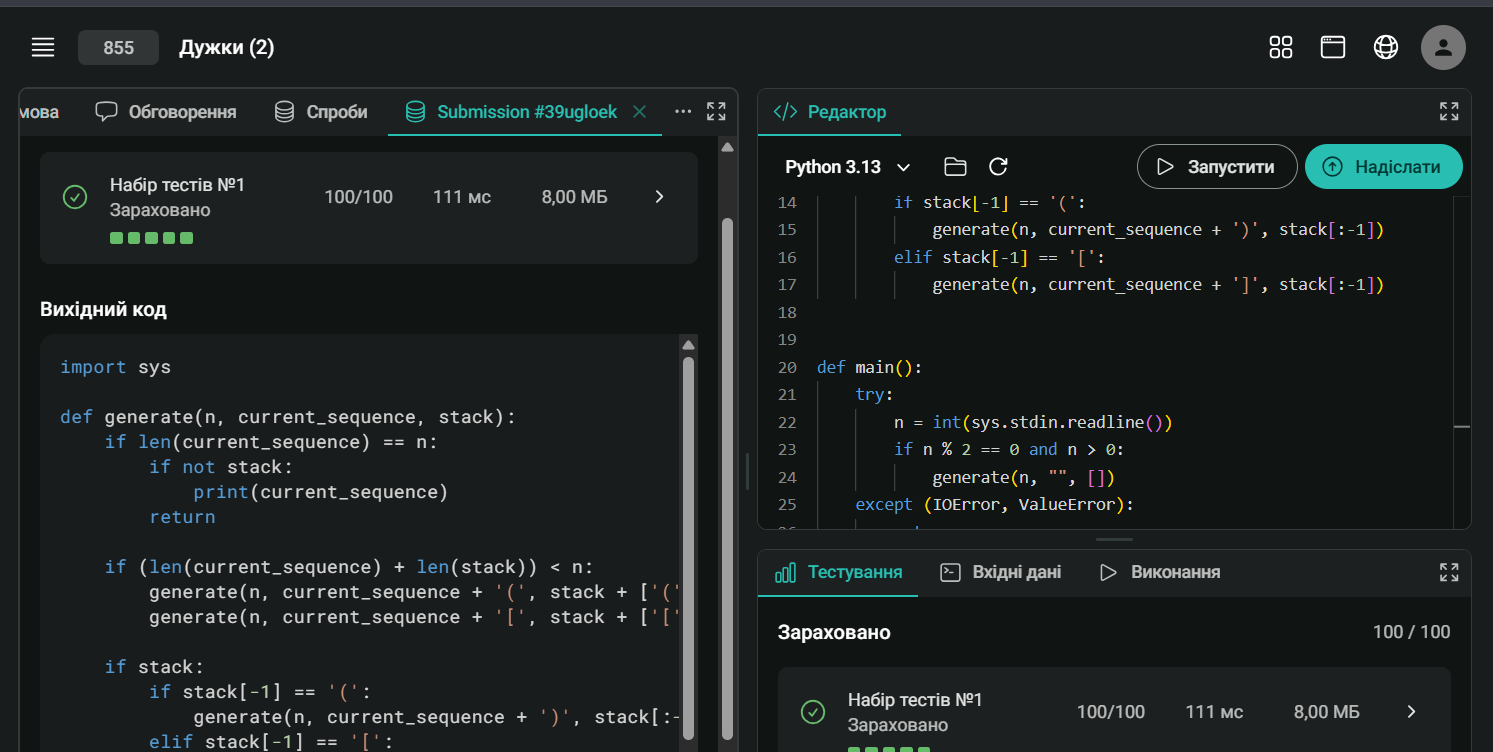 855
Дужки (2)
мова
Обговорення
Спроби
Submission #39ugloek
Набір тестів №1
Зараховано
100/100
111 мс
8,00 МБ
Вихідний код
import sys
def generate(n, current_sequence, stack):
    if len(current_sequence) == n:
        if not stack:
            print(current_sequence)
        return
    if (len(current_sequence) + len(stack)) < n:
        generate(n, current_sequence + '(', stack + ['('
        generate(n, current_sequence + '[', stack + ['['
    if stack:
        if stack[-1] == '(':
            generate(n, current_sequence + ')', stack[:-
        elif stack[-1] == '[':
Редактор
Python 3.13
Запустити
Надіслати
14        if stack[-1] == '(':
15            generate(n, current_sequence + ')', stack[:-1])
16        elif stack[-1] == '[':
17            generate(n, current_sequence + ']', stack[:-1])
18
19
20 def main():
21    try:
22        n = int(sys.stdin.readline())
23        if n % 2 == 0 and n > 0:
24            generate(n, "", [])
25    except (IOError, ValueError):
Тестування
Вхідні дані
Виконання
Зараховано
100 / 100
Набір тестів №1
Зараховано
100/100
111 мс
8,00 МБ